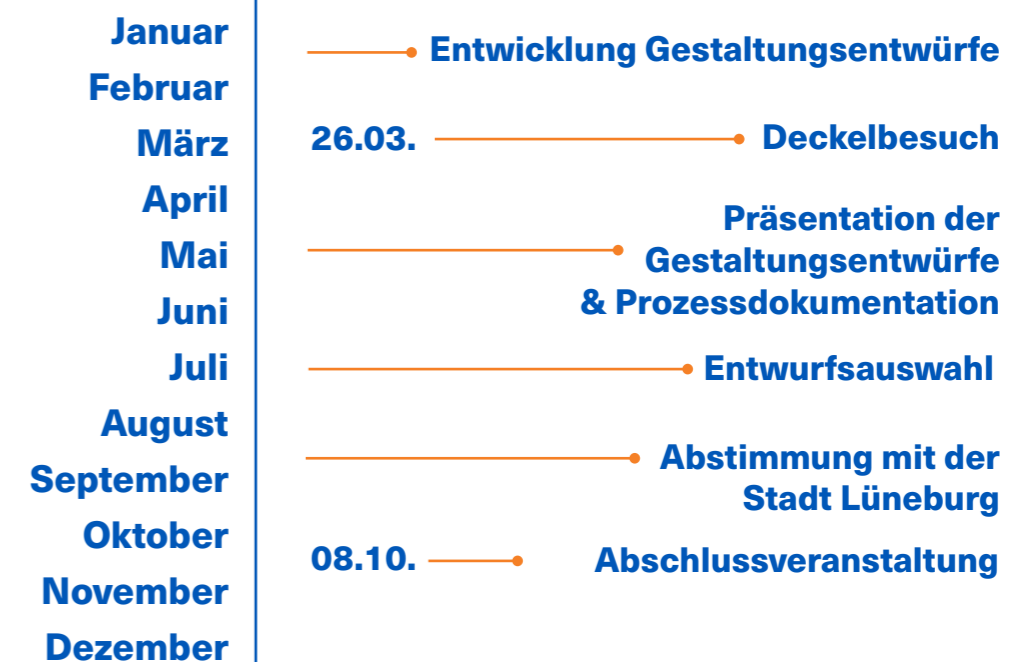 Januar
Februar
März
April
Mai
Juni
Juli
August
September
Oktober
November
Dezember
Entwicklung Gestaltungsentwürfe
26.03. Deckelbesuch
Präsentation der
Gestaltungsentwürfe
& Prozessdokumentation
Entwurfsauswahl
Abstimmung mit der
Stadt Lüneburg
08.10. Abschlussveranstaltung